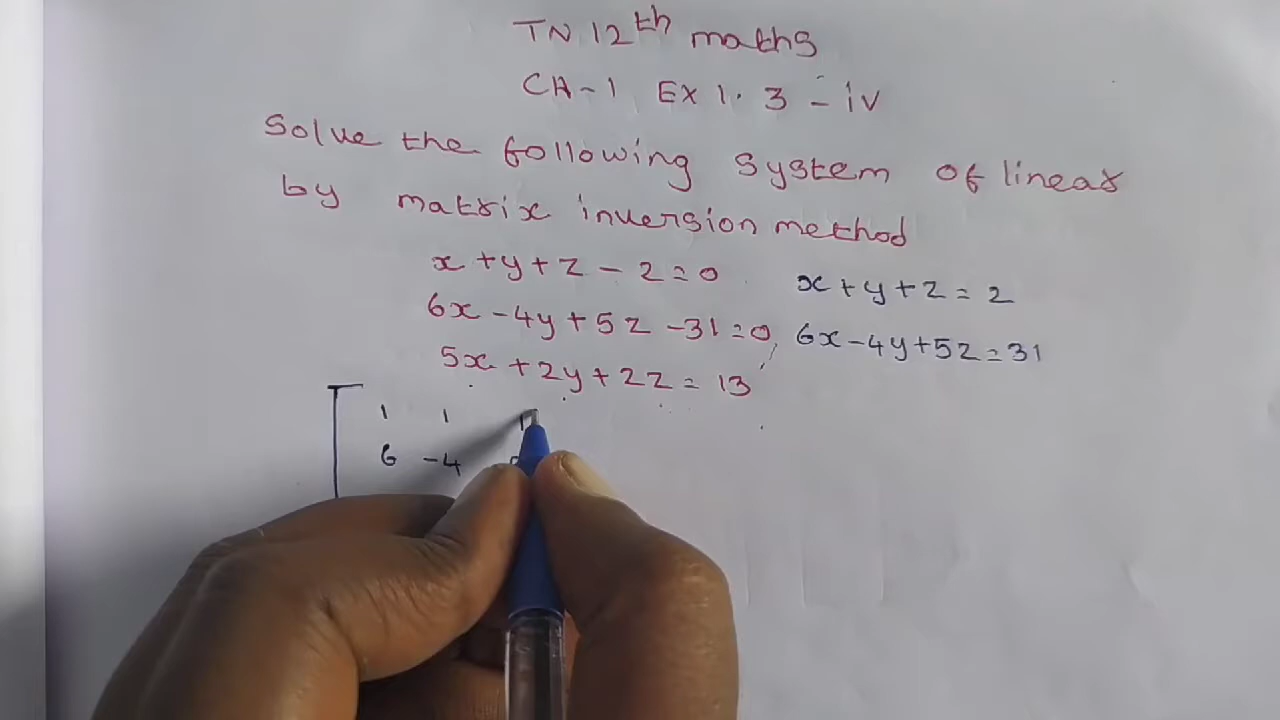 TN 12th maths
CH-1 EX 1.3 - iv
Solve the following system of linear
by matrix inversion method
x + y + z - 2 = 0
x + y + z = 2
6x - 4y + 5z - 31 = 0,
6x - 4y + 5z = 31
5x + 2y + 2z = 13
1 1 1
6 -4